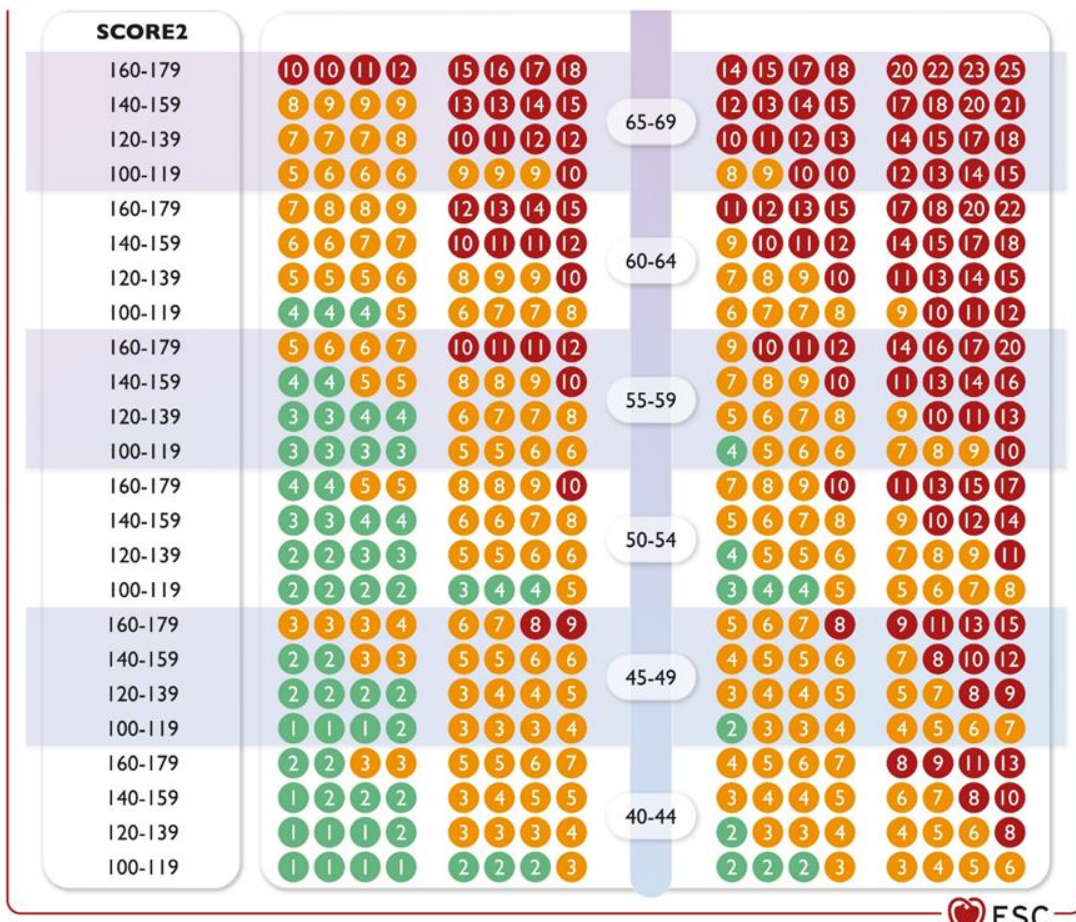 SCORE2
160-179 10 10 11 12 15 16 17 18 14 15 17 18 20 22 23 25
140-159 8 9 9 9 13 13 14 15 12 13 14 15 17 18 20 21
65-69
120-139 7 7 7 8 10 11 12 12 10 11 12 13 14 15 17 18
100-119 5 6 6 6 9 9 9 10 8 9 10 10 12 13 14 15
160-179 7 8 8 9 12 13 14 15 11 12 13 15 17 18 20 22
140-159 6 6 7 7 10 11 11 12 9 10 11 12 14 15 17 18
60-64
120-139 5 5 5 6 8 9 9 10 7 8 9 10 11 13 14 15
100-119 4 4 4 5 6 7 7 8 6 7 7 8 9 10 11 12
160-179 5 6 6 7 10 11 11 12 9 10 11 12 14 16 17 20
140-159 4 4 5 5 8 8 9 10 7 8 9 10 11 13 14 16
55-59
120-139 3 3 4 4 6 7 7 8 5 6 7 8 9 10 11 13
100-119 3 3 3 3 5 5 6 6 4 5 6 6 7 8 9 10
160-179 4 4 5 5 8 8 9 10 7 8 9 10 11 13 15 17
140-159 3 3 4 4 6 6 7 8 5 6 7 8 9 10 12 14
50-54
120-139 2 2 3 3 5 5 6 6 4 5 5 6 7 8 9 11
100-119 2 2 2 2 3 4 4 5 3 4 4 5 5 6 7 8
160-179 3 3 3 4 6 7 8 9 5 6 7 8 9 11 13 15
140-159 2 2 3 3 5 5 6 6 4 5 5 6 7 8 10 12
45-49
120-139 2 2 2 2 3 4 4 5 3 4 4 5 5 7 8 9
100-119 1 1 1 2 3 3 3 4 2 3 3 4 4 5 6 7
160-179 2 2 3 3 5 5 6 7 4 5 6 7 8 9 11 13
140-159 1 2 2 2 3 4 5 5 3 4 4 5 6 7 8 10
40-44
120-139 1 1 1 2 3 3 3 4 2 3 3 4 4 5 6 8
100-119 1 1 1 1 2 2 2 3 2 2 2 3 3 4 5 6
ESC